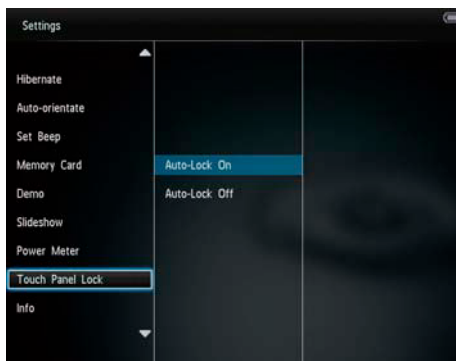 Settings
Hibernate
Auto-orientate
Set Beep
Memory Card
Demo
Slideshow
Power Meter
Touch Panel Lock
Info
Auto-Lock On
Auto-Lock Off